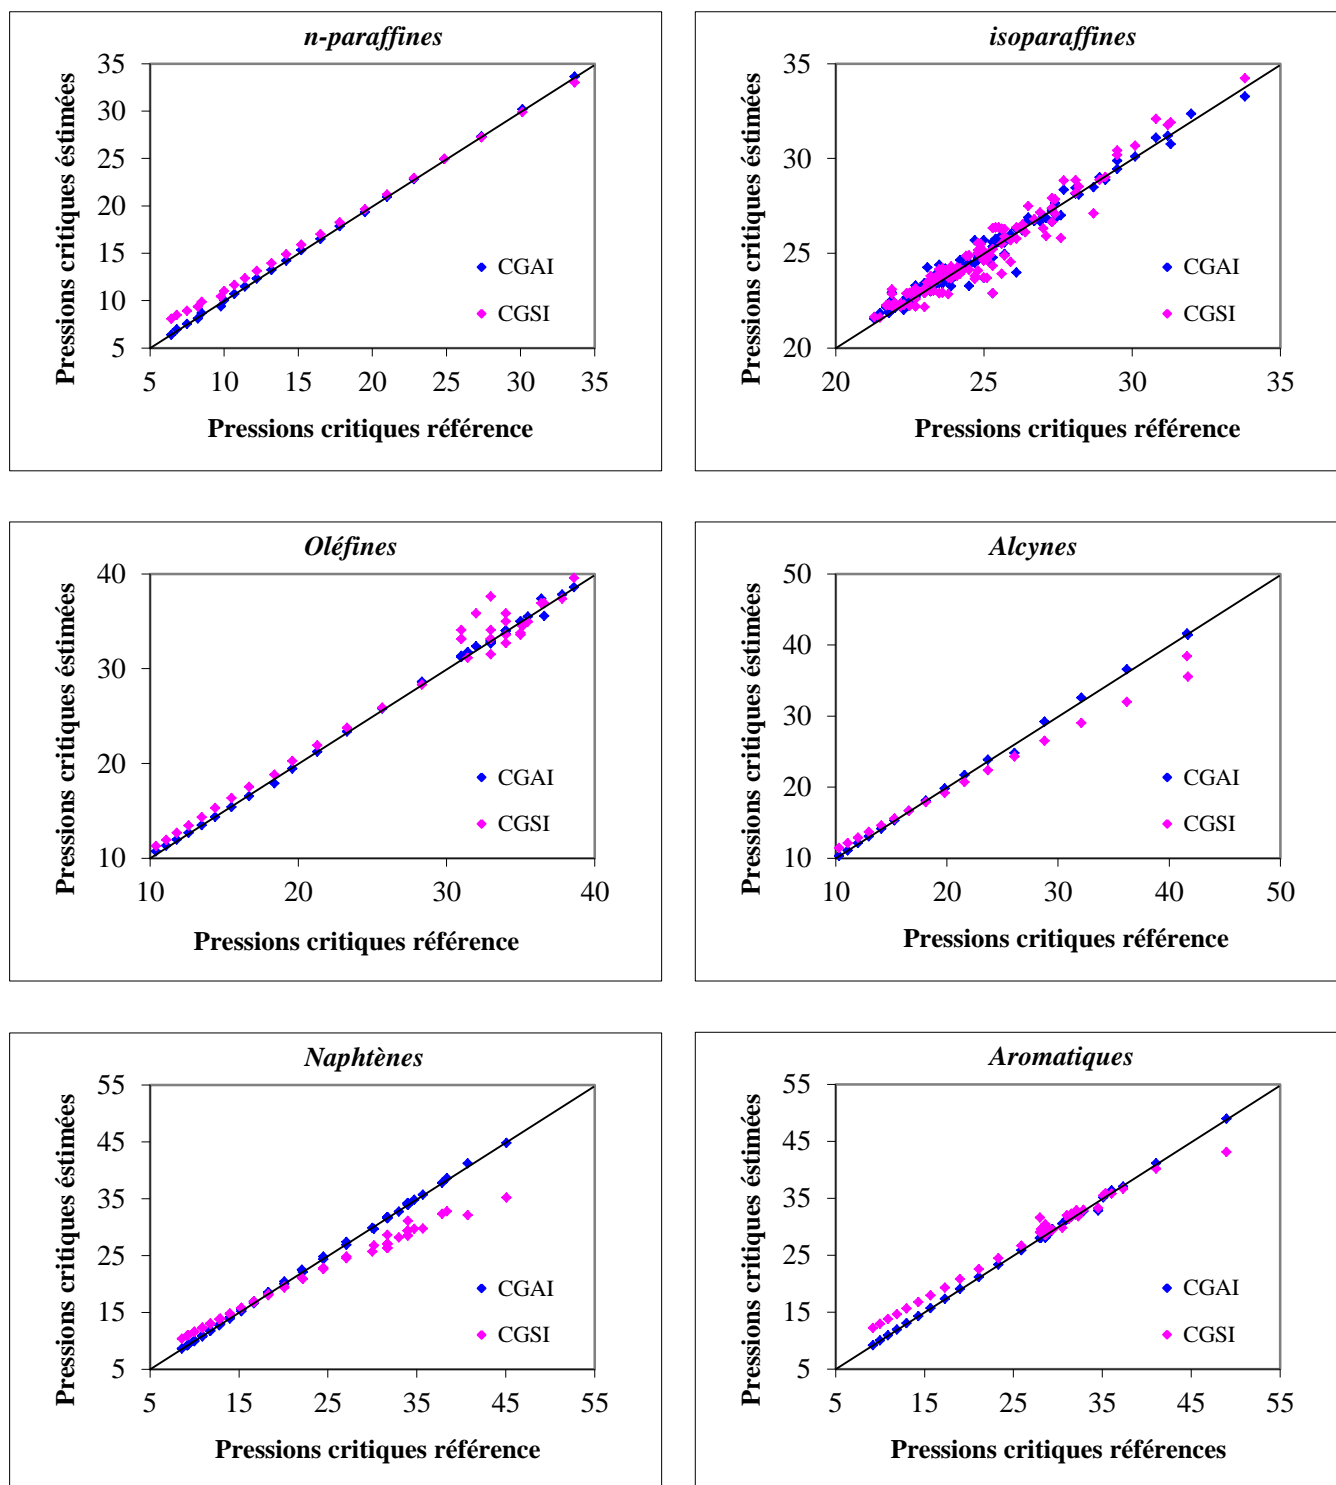 n-paraffines
Pressions critiques éstimées
35
30
25
20
15
10
5
5 10 15 20 25 30 35
CGAI
CGSI
Pressions critiques référence
isoparaffines
Pressions critiques éstimées
35
30
25
20
20 25 30 35
CGAI
CGSI
Pressions critiques référence
Oléfines
Pressions critiques éstimées
40
30
20
10
10 20 30 40
CGAI
CGSI
Pressions critiques référence
Alcynes
Pressions critiques éstimées
50
40
30
20
10
10 20 30 40 50
CGAI
CGSI
Pressions critiques référence
Naphtènes
Pressions critiques éstimées
55
45
35
25
15
5
5 15 25 35 45 55
CGAI
CGSI
Pressions critiques référence
Aromatiques
Pressions critiques éstimées
55
45
35
25
15
5
5 15 25 35 45 55
CGAI
CGSI
Pressions critiques références